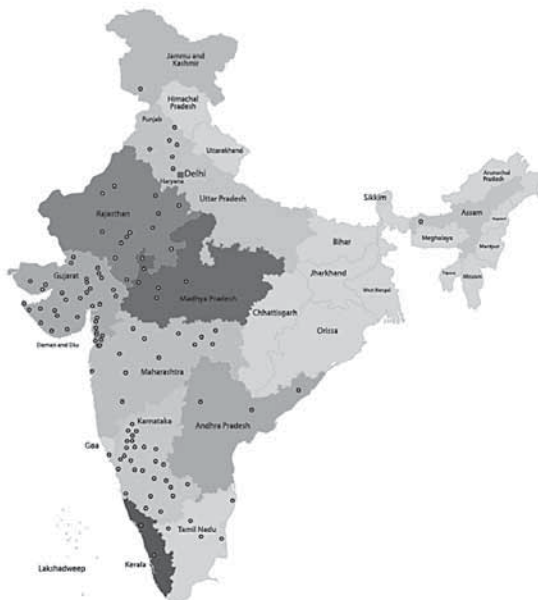 Jammu and
Kashmir
Himachal
Pradesh
Punjab
Uttarakhand
Haryana
Delhi
Arunachal
Pradesh
Rajasthan
Uttar Pradesh
Sikkim
Assam
Bihar
Meghalaya
Manipur
Jharkhand
Gujarat
West Bengal
Tripura
Mizoram
Madhya Pradesh
Chhattisgarh
Orissa
Daman and Diu
Maharashtra
Andhra Pradesh
Karnataka
Goa
Tamil Nadu
Kerala
Lakshadweep